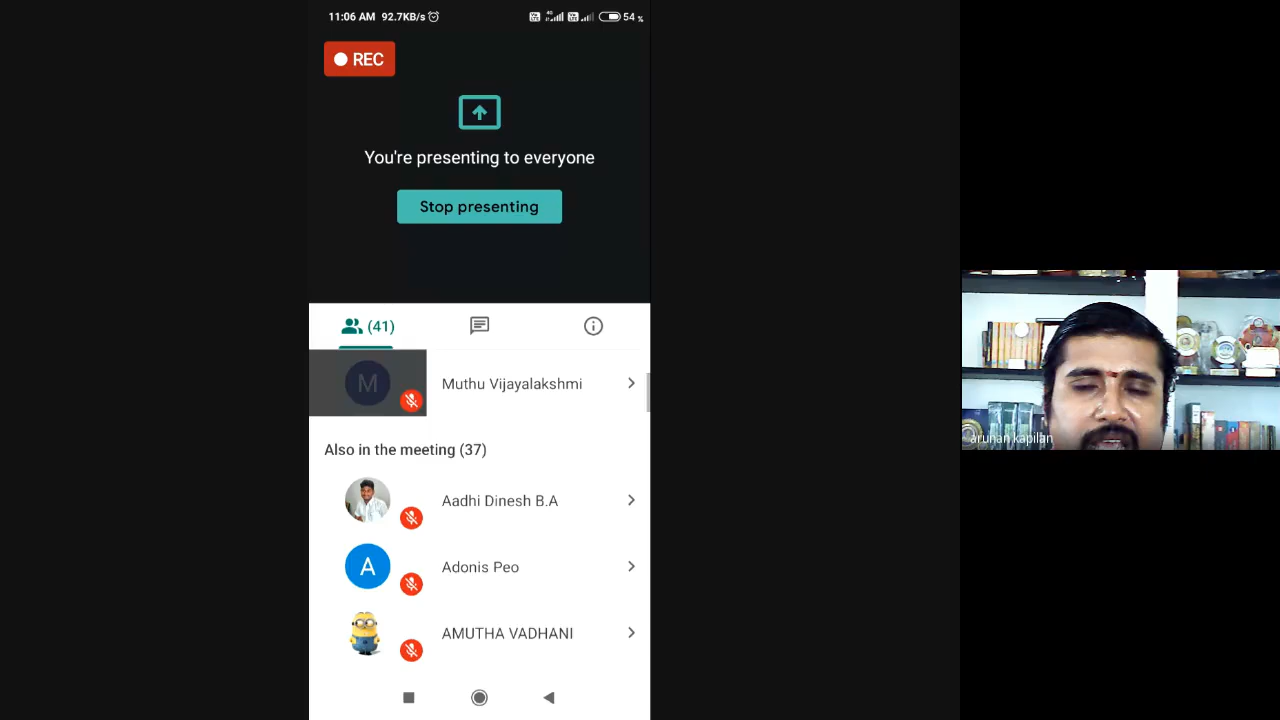 11:06 AM 92.7KB/s 54 %
REC
You're presenting to everyone
Stop presenting
(41)
M Muthu Vijayalakshmi
Also in the meeting (37)
Aadhi Dinesh B.A
A Adonis Peo
AMUTHA VADHANI
arunan kapilan